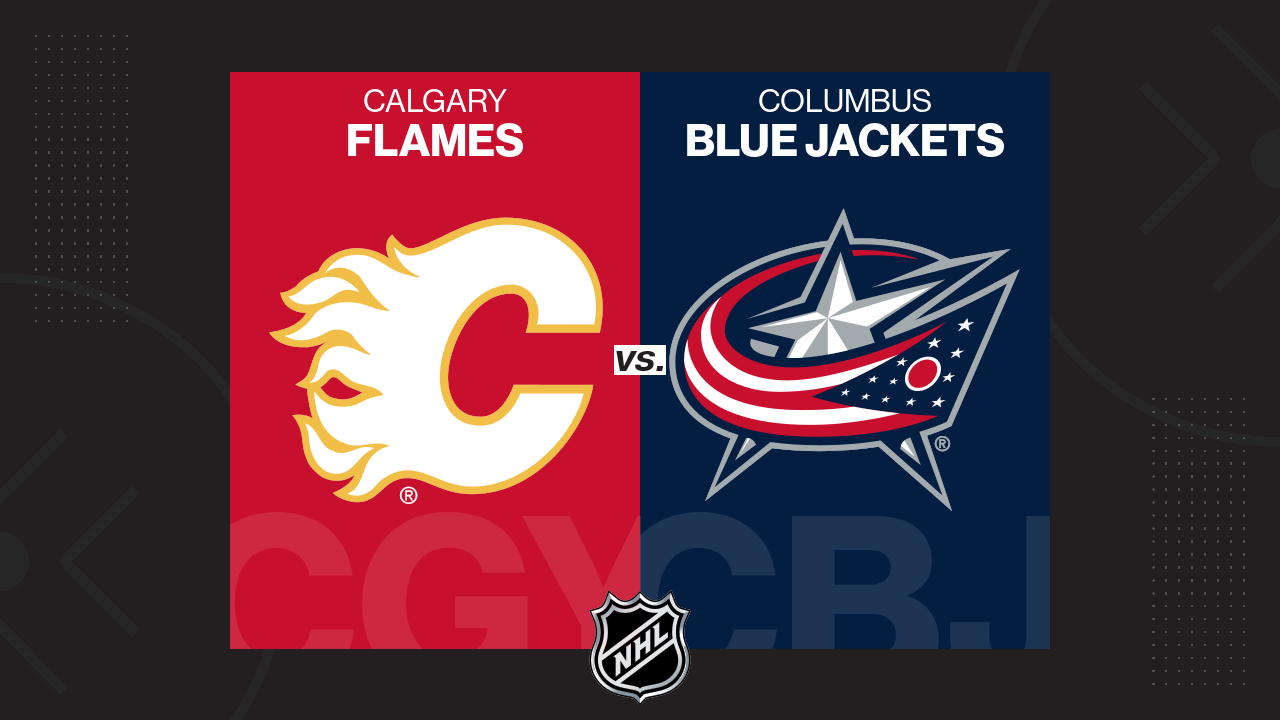 CALGARY
FLAMES
COLUMBUS
BLUE JACKETS
VS.
®
®
CGY
CBJ
NHL